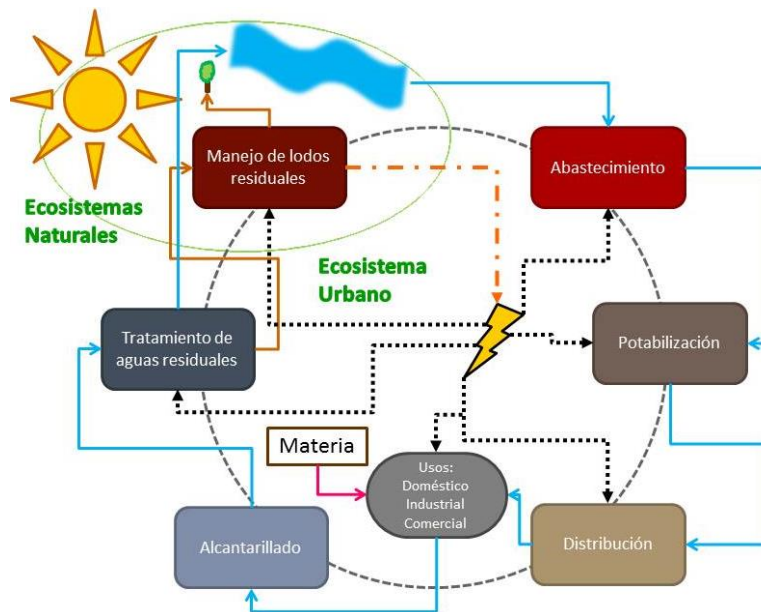 Manejo de lodos
residuales
Abastecimiento
Ecosistemas
Naturales
Ecosistema
Urbano
Tratamiento de
aguas residuales
Potabilización
Materia
Usos:
Doméstico
Industrial
Comercial
Alcantarillado
Distribución